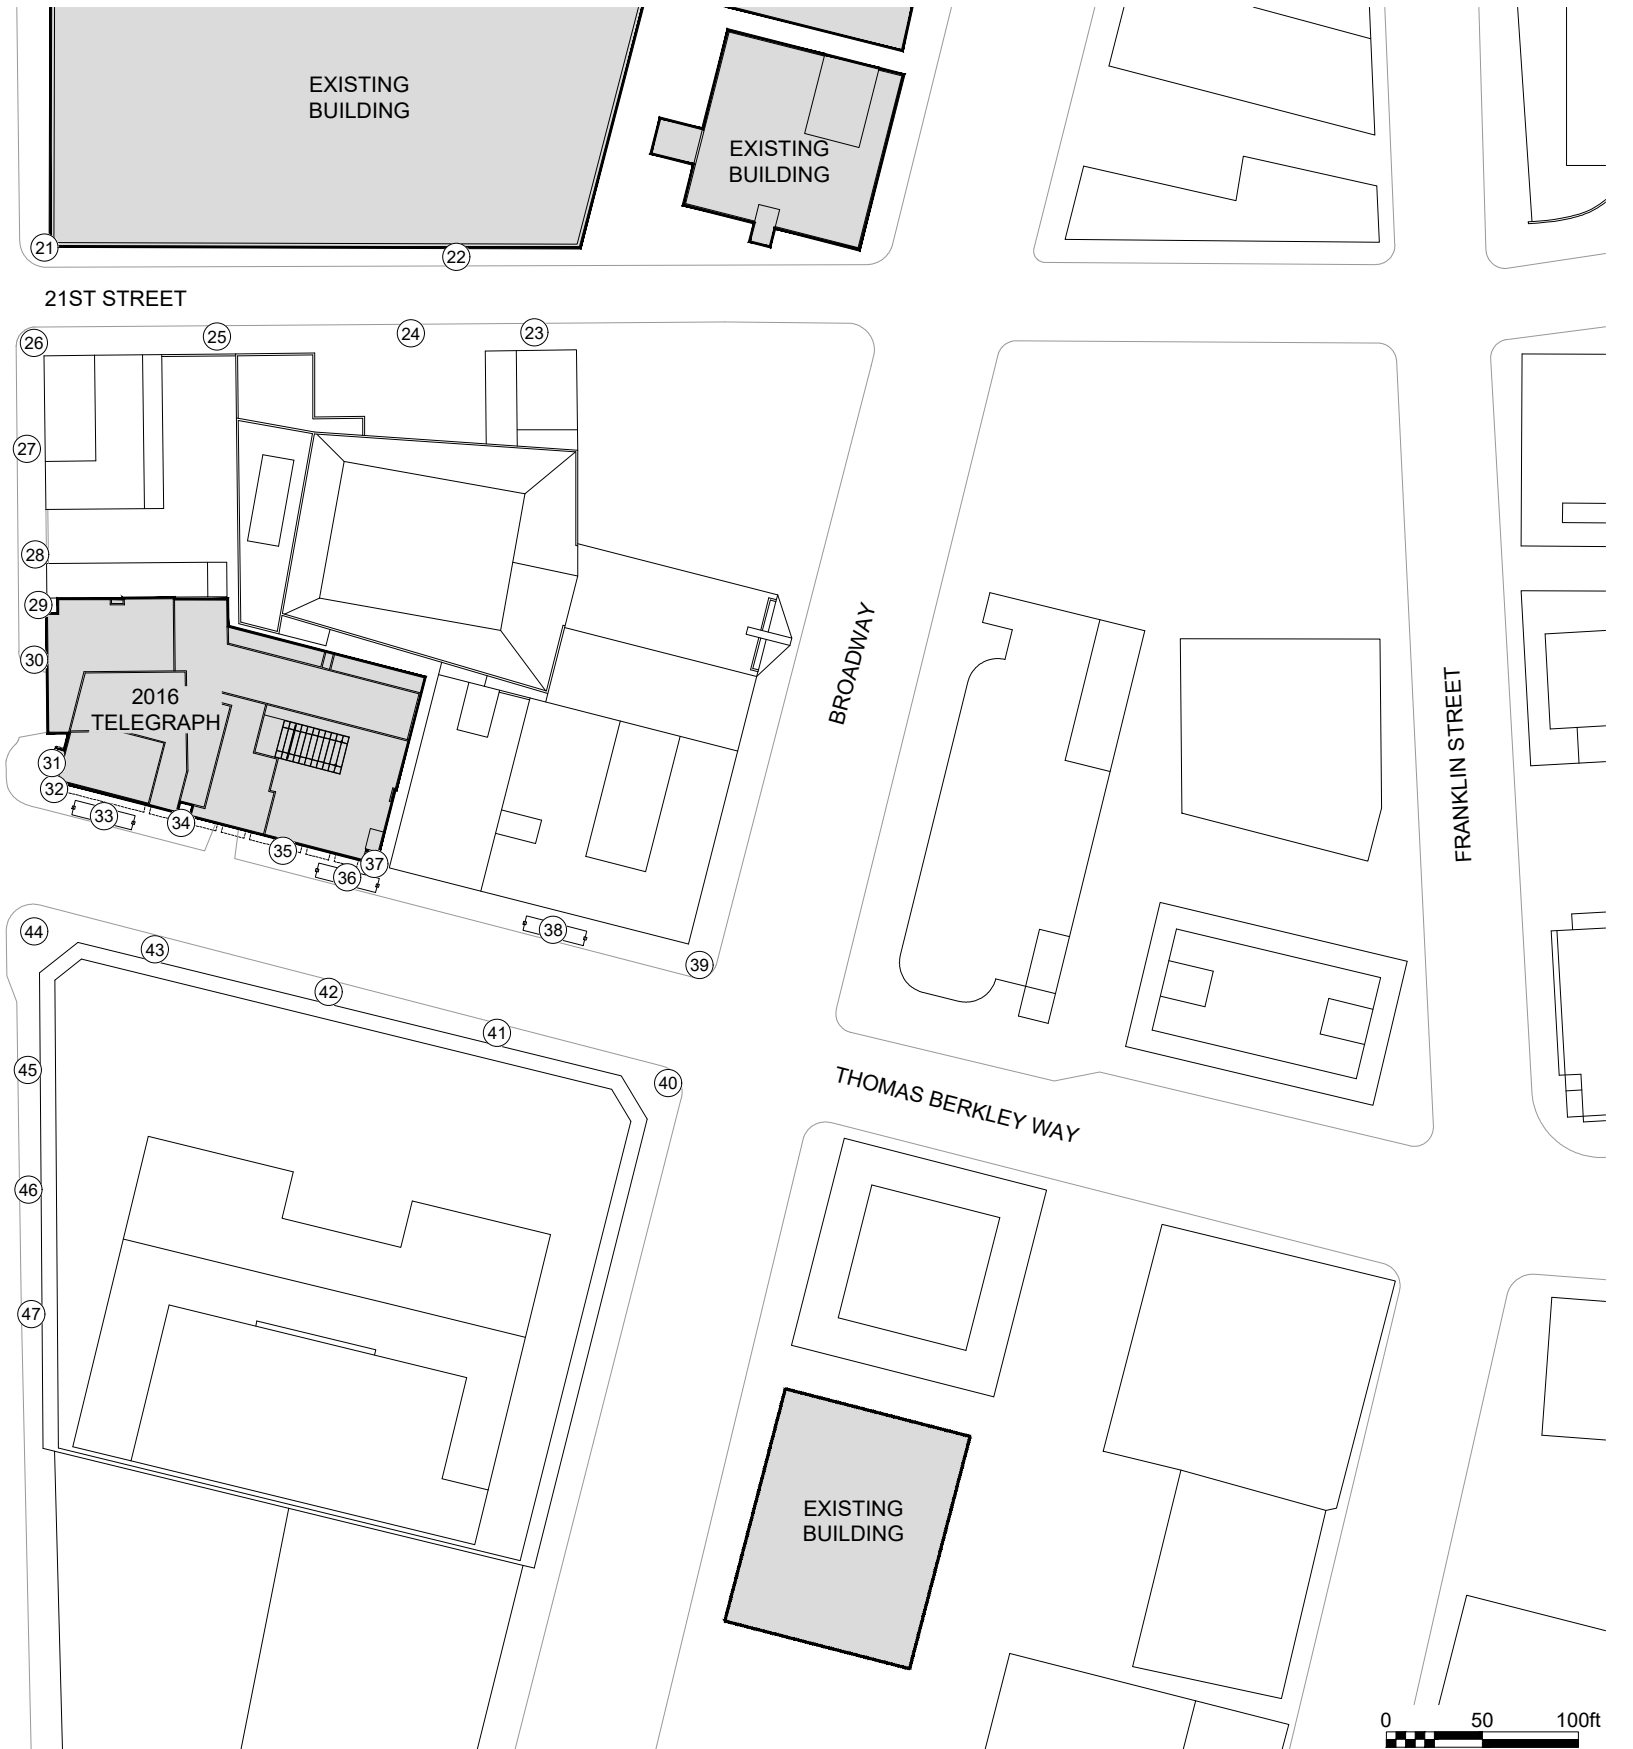 EXISTING
BUILDING
EXISTING
BUILDING
21
22
21ST STREET
26
25
24
23
27
28
29
30
2016
TELEGRAPH
31
32
33
34
35
36
37
38
39
BROADWAY
FRANKLIN STREET
44
43
42
41
40
45
46
47
THOMAS BERKLEY WAY
EXISTING
BUILDING
0 50 100ft